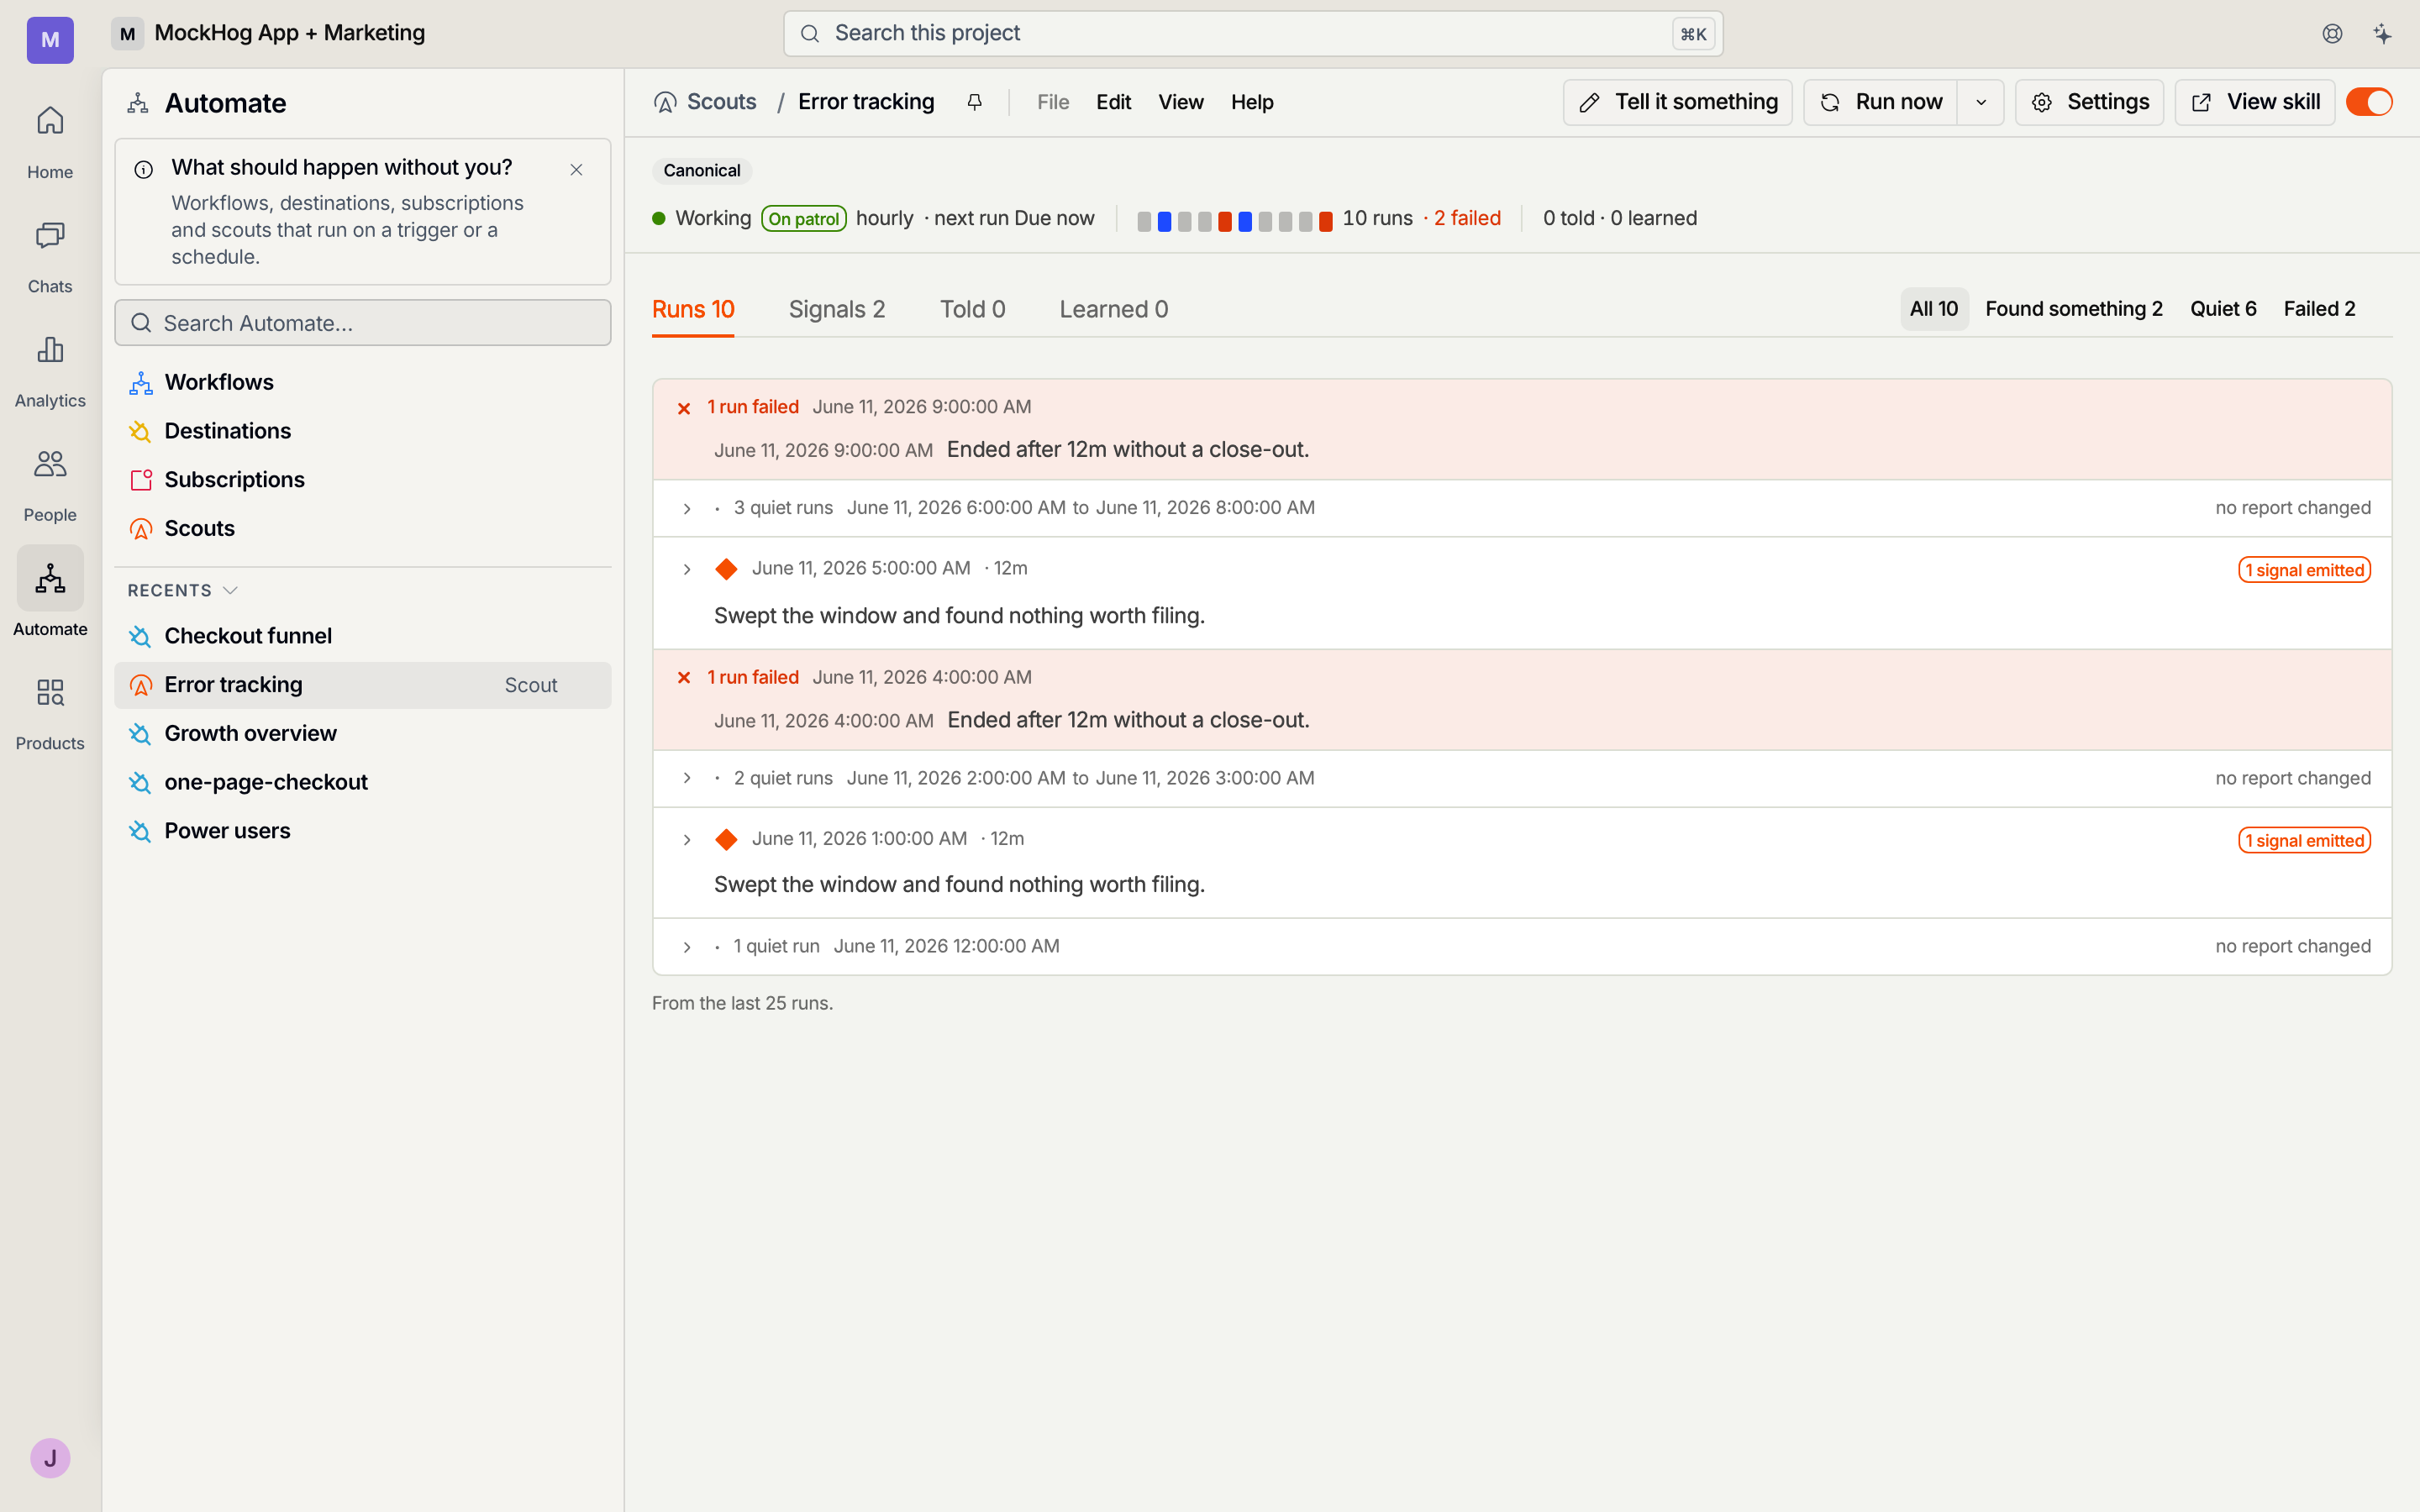 M
M MockHog App + Marketing
Search this project
⌘K
Home
Chats
Analytics
People
Automate
Products
J
Automate
What should happen without you?
Workflows, destinations, subscriptions
and scouts that run on a trigger or a
schedule.
Search Automate...
Workflows
Destinations
Subscriptions
Scouts
RECENTS
Checkout funnel
Error tracking Scout
Growth overview
one-page-checkout
Power users
Scouts / Error tracking
File Edit View Help
Tell it something
Run now
Settings
View skill
Canonical
Working On patrol hourly · next run Due now
10 runs · 2 failed
0 told · 0 learned
Runs 10 Signals 2 Told 0 Learned 0
All 10 Found something 2 Quiet 6 Failed 2
1 run failed June 11, 2026 9:00:00 AM
June 11, 2026 9:00:00 AM Ended after 12m without a close-out.
· 3 quiet runs June 11, 2026 6:00:00 AM to June 11, 2026 8:00:00 AM no report changed
June 11, 2026 5:00:00 AM · 12m 1 signal emitted
Swept the window and found nothing worth filing.
1 run failed June 11, 2026 4:00:00 AM
June 11, 2026 4:00:00 AM Ended after 12m without a close-out.
· 2 quiet runs June 11, 2026 2:00:00 AM to June 11, 2026 3:00:00 AM no report changed
June 11, 2026 1:00:00 AM · 12m 1 signal emitted
Swept the window and found nothing worth filing.
· 1 quiet run June 11, 2026 12:00:00 AM no report changed
From the last 25 runs.